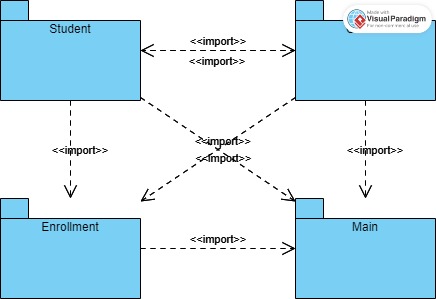 Student
Made with
Visual Paradigm
For non-commercial use
<<import>>
<<import>>
<<import>>
<<import>>
<<import>>
<<import>>
Enrollment
Main
<<import>>